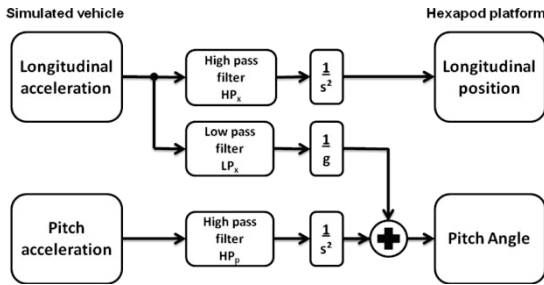 Simulated vehicle
Hexapod platform
Longitudinal
acceleration
High pass
filter
HPₓ
1
s²
Longitudinal
position
Low pass
filter
LPₓ
1
g
Pitch
acceleration
High pass
filter
HPₚ
1
s²
Pitch Angle